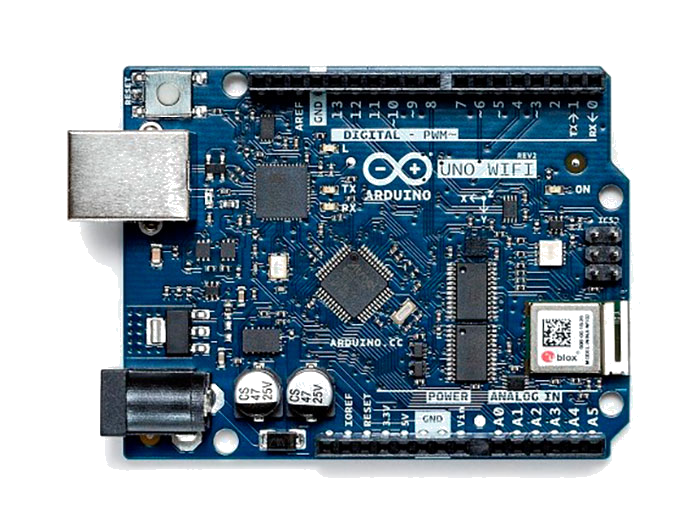 RESET
AREF
GND
13
12
11
~10
~9
8
7
~6
~5
4
~3
2
TX→1
RX←0
DIGITAL - PWM~
L
TX
RX
ARDUINO
REV2
UNO WIFI
ON
X
Z
Y
ARDUINO.CC
blox
CS
47
25V
CS
47
25V
POWER
ANALOG IN
IOREF
RESET
3.3V
5V
GND
Vin
A0
A1
A2
A3
A4
A5